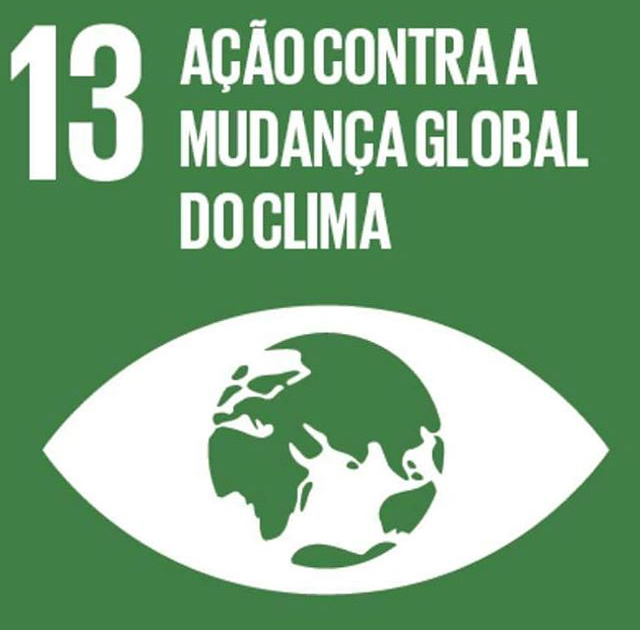 13
AÇÃO CONTRA A
MUDANÇA GLOBAL
DO CLIMA